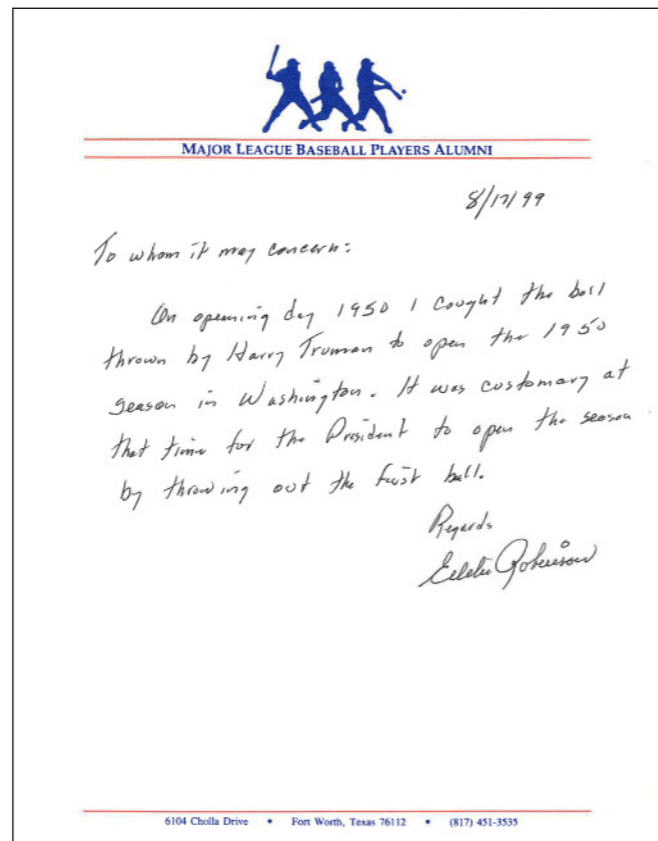 MAJOR LEAGUE BASEBALL PLAYERS ALUMNI
8/17/99
To whom it may concern:
On opening day 1950 I caught the ball
thrown by Harry Truman to open the 1950
season in Washington. It was customary at
that time for the President to open the season
by throwing out the first ball.
Regards
Eddie Robinson
6104 Cholla Drive • Fort Worth, Texas 76112 • (817) 451-3535